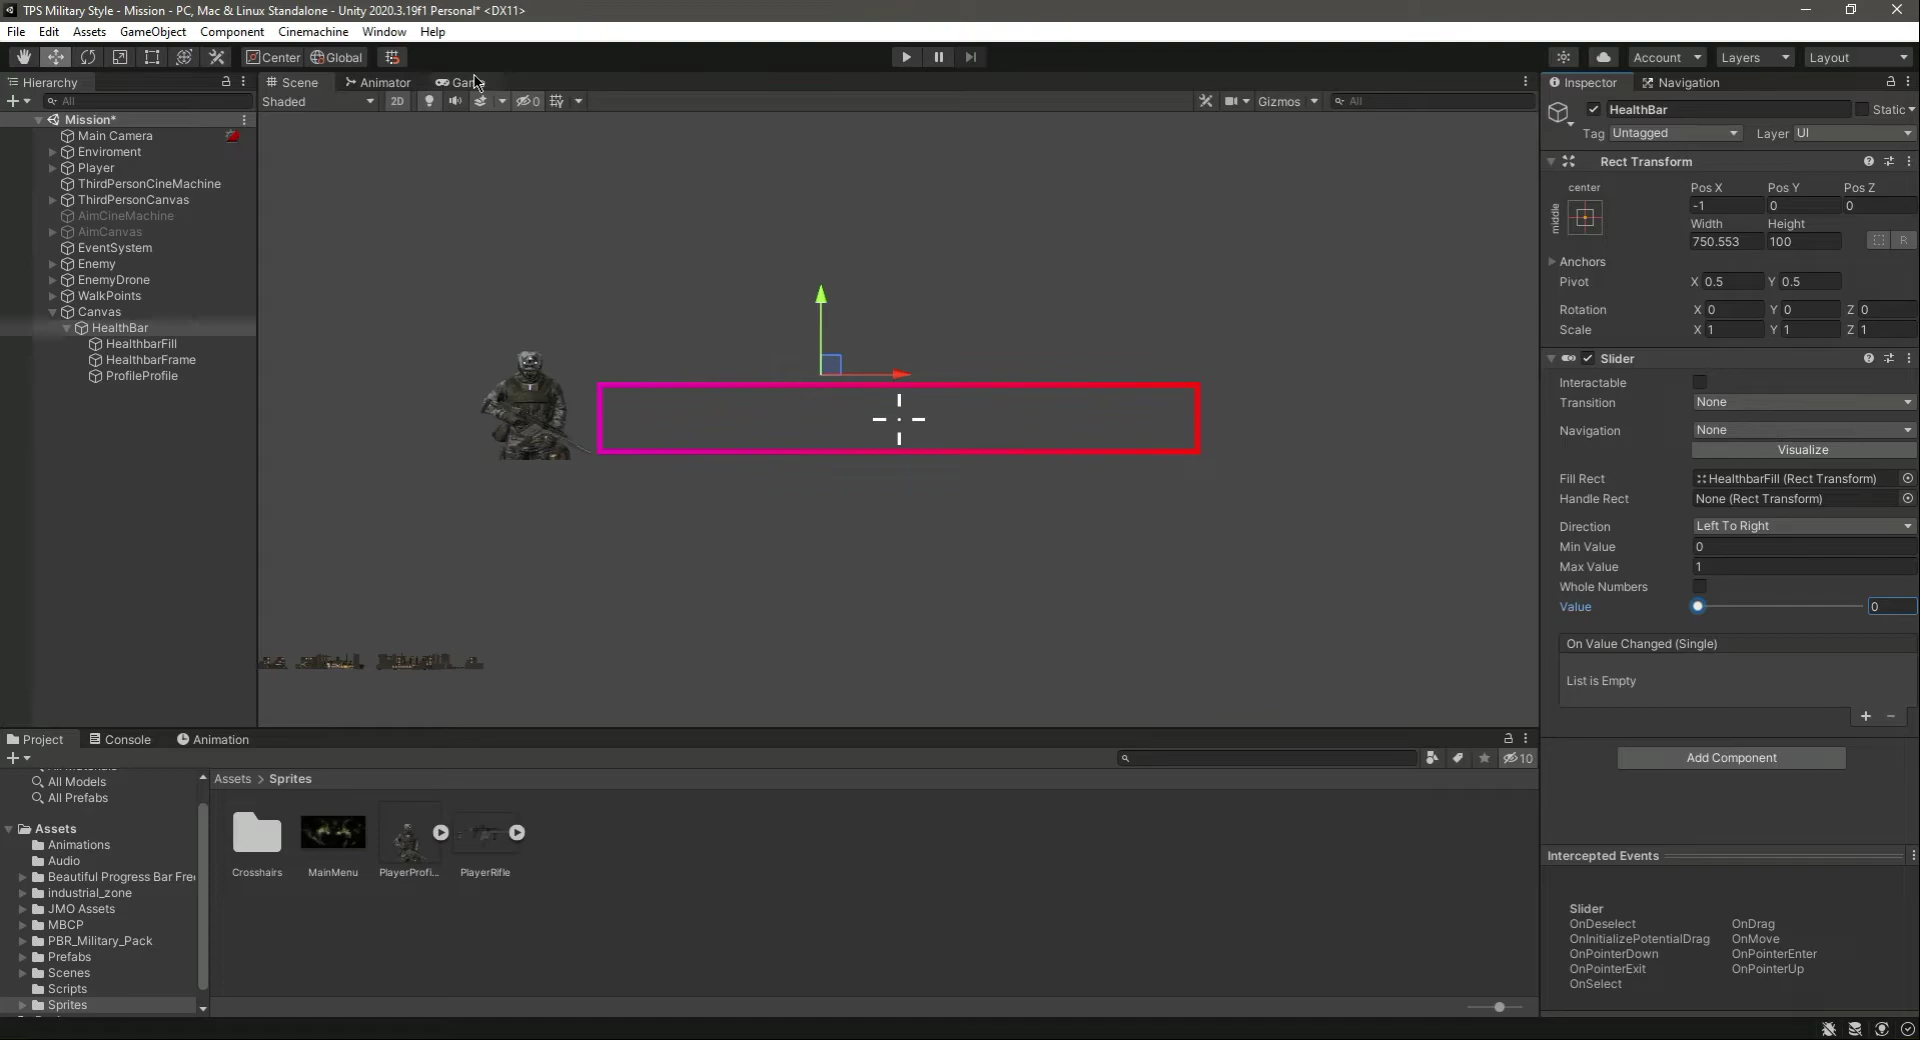 TPS Military Style - Mission - PC, Mac & Linux Standalone - Unity 2020.3.19f1 Personal* <DX11>
File Edit Assets GameObject Component Cinemachine Window Help
Center Global Account Layers Layout
Hierarchy
All
Mission*
Main Camera
Enviroment
Player
ThirdPersonCineMachine
ThirdPersonCanvas
AimCineMachine
AimCanvas
EventSystem
Enemy
EnemyDrone
WalkPoints
Canvas
HealthBar
HealthbarFill
HealthbarFrame
ProfileProfile
Scene Animator Gam
Shaded 2D 0 Gizmos All
Inspector Navigation
HealthBar Static
Tag Untagged Layer UI
Rect Transform
center
middle
Pos X Pos Y Pos Z
-1 0 0
Width Height
750.553 100 R
Anchors
Pivot X 0.5 Y 0.5
Rotation X 0 Y 0 Z 0
Scale X 1 Y 1 Z 1
Slider
Interactable
Transition None
Navigation None
Visualize
Fill Rect HealthbarFill (Rect Transform)
Handle Rect None (Rect Transform)
Direction Left To Right
Min Value 0
Max Value 1
Whole Numbers
Value 0
On Value Changed (Single)
List is Empty
+ -
Add Component
Intercepted Events
Slider
OnDeselect OnDrag
OnInitializePotentialDrag OnMove
OnPointerDown OnPointerEnter
OnPointerExit OnPointerUp
OnSelect
Project Console Animation
10
All Models
All Prefabs
Assets
Animations
Audio
Beautiful Progress Bar Fre
industrial_zone
JMO Assets
MBCP
PBR_Military_Pack
Prefabs
Scenes
Scripts
Sprites
Assets > Sprites
Crosshairs MainMenu PlayerProfi... PlayerRifle